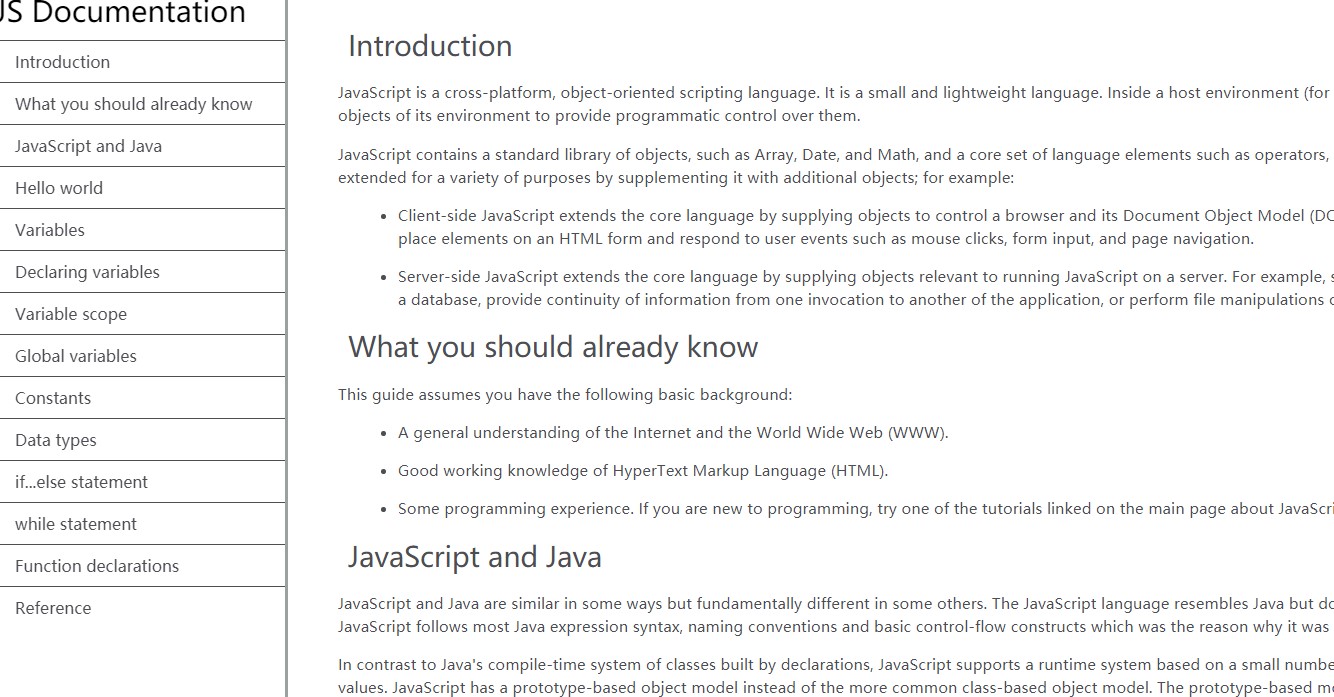 JS Documentation
Introduction
What you should already know
JavaScript and Java
Hello world
Variables
Declaring variables
Variable scope
Global variables
Constants
Data types
if...else statement
while statement
Function declarations
Reference
Introduction
JavaScript is a cross-platform, object-oriented scripting language. It is a small and lightweight language. Inside a host environment (for
objects of its environment to provide programmatic control over them.
JavaScript contains a standard library of objects, such as Array, Date, and Math, and a core set of language elements such as operators,
extended for a variety of purposes by supplementing it with additional objects; for example:
Client-side JavaScript extends the core language by supplying objects to control a browser and its Document Object Model
place elements on an HTML form and respond to user events such as mouse clicks, form input, and page navigation.
Server-side JavaScript extends the core language by supplying objects relevant to running JavaScript on a server. For example,
a database, provide continuity of information from one invocation to another of the application, or perform file manipulations
What you should already know
This guide assumes you have the following basic background:
A general understanding of the Internet and the World Wide Web (WWW).
Good working knowledge of HyperText Markup Language (HTML).
Some programming experience. If you are new to programming, try one of the tutorials linked on the main page about
JavaScript and Java
JavaScript and Java are similar in some ways but fundamentally different in some others. The JavaScript language resembles Java but
JavaScript follows most Java expression syntax, naming conventions and basic control-flow constructs which was the reason why it was
In contrast to Java's compile-time system of classes built by declarations, JavaScript supports a runtime system based on a small
values. JavaScript has a prototype-based object model instead of the more common class-based object model. The prototype-based